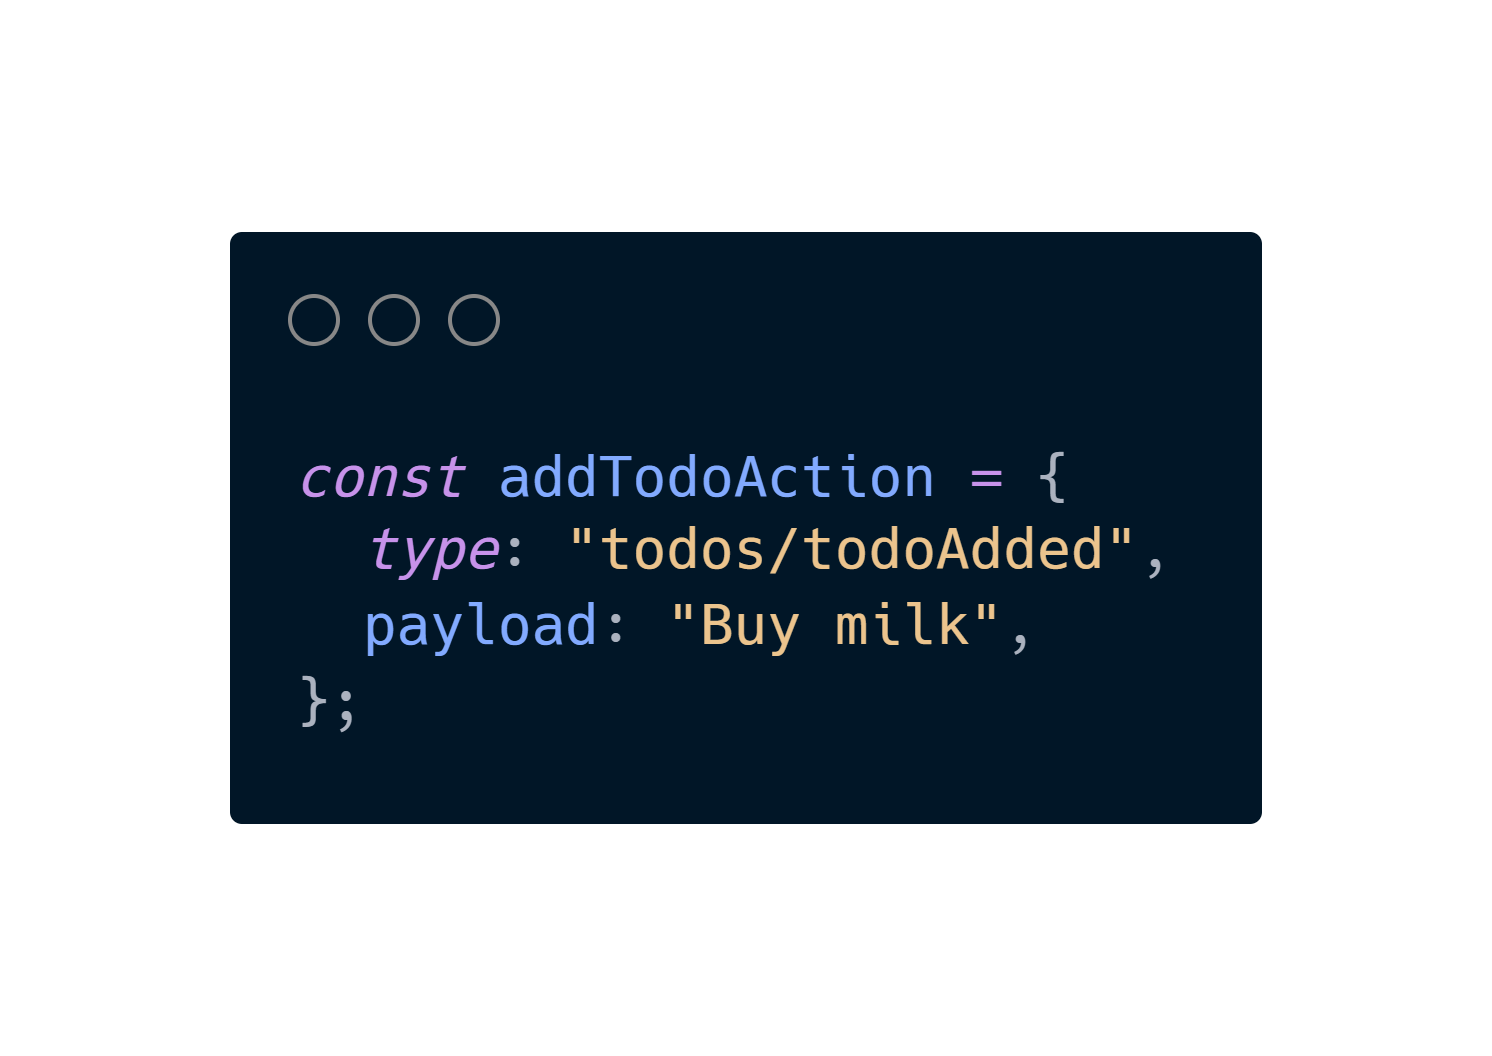 const addTodoAction = {
  type: "todos/todoAdded",
  payload: "Buy milk",
};